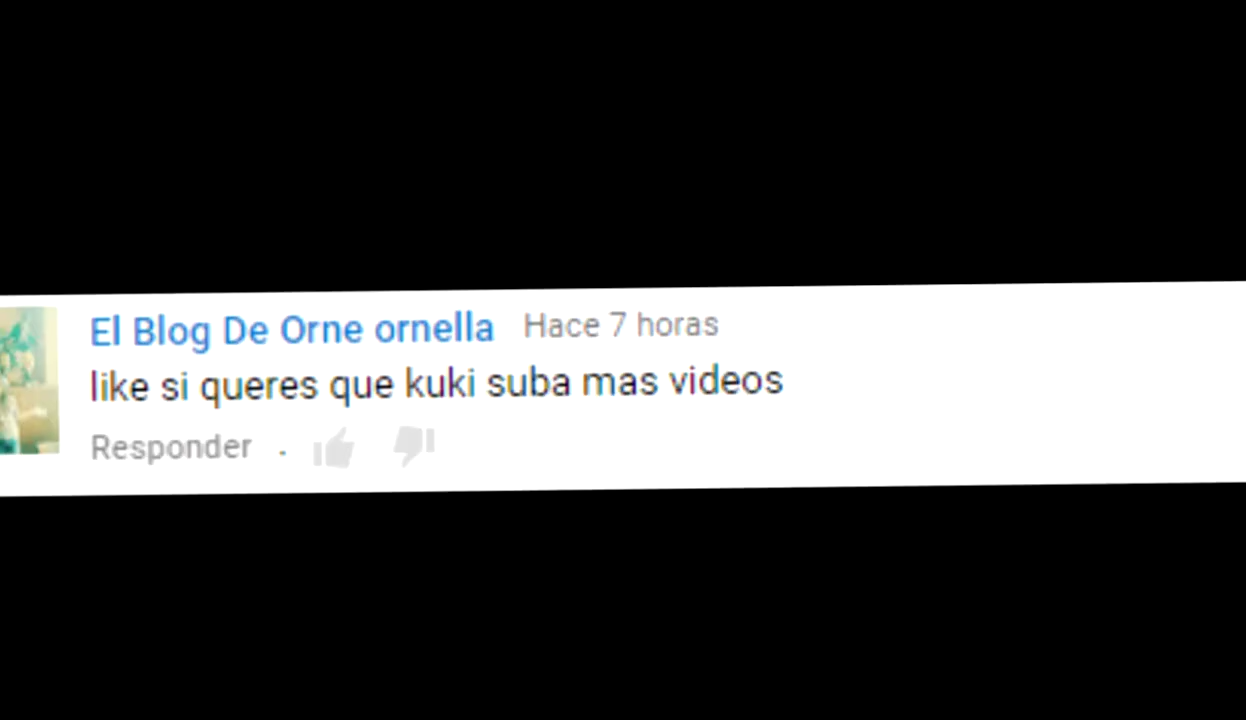 El Blog De Orne ornella Hace 7 horas
like si queres que kuki suba mas videos
Responder .